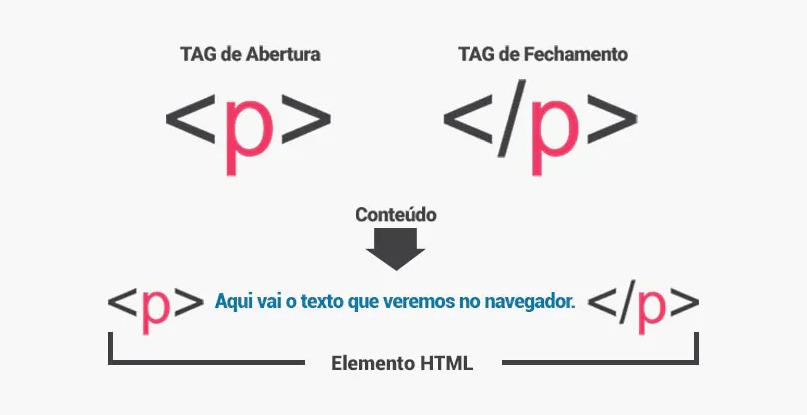 TAG de Abertura
TAG de Fechamento
<p>
</p>
Conteúdo
<p> Aqui vai o texto que veremos no navegador. </p>
Elemento HTML